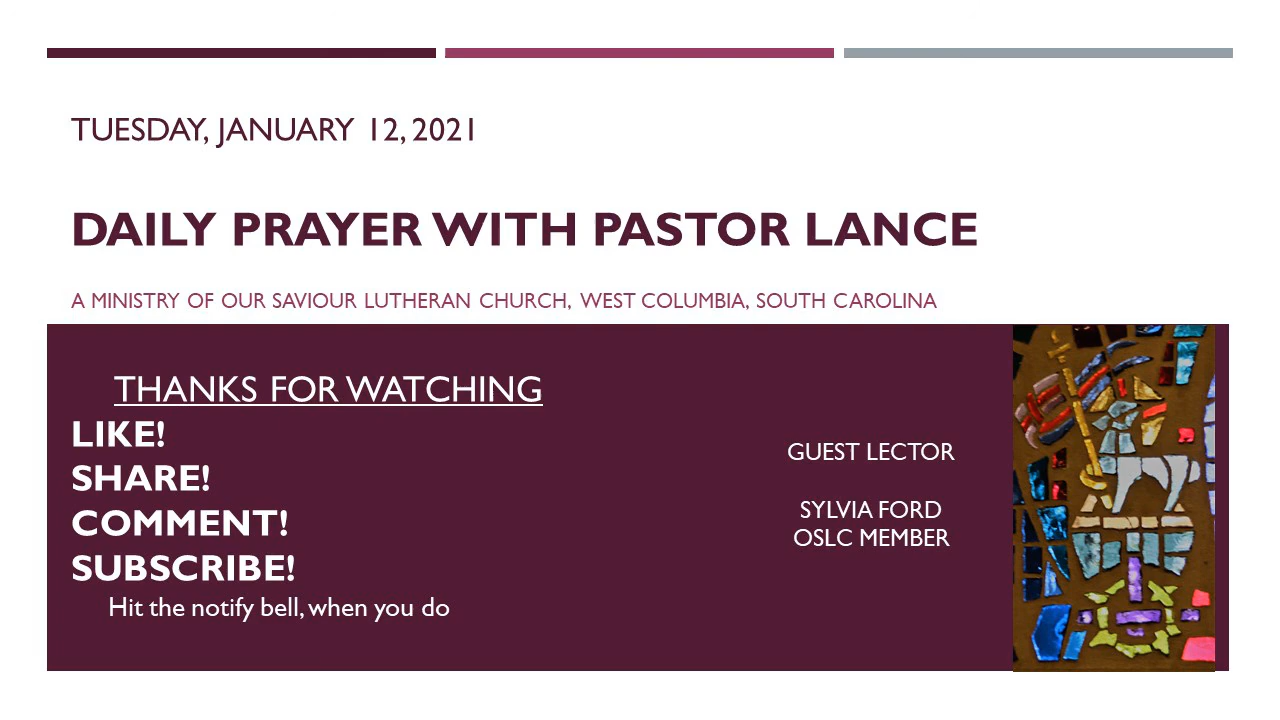 TUESDAY, JANUARY 12, 2021
DAILY PRAYER WITH PASTOR LANCE
A MINISTRY OF OUR SAVIOUR LUTHERAN CHURCH, WEST COLUMBIA, SOUTH CAROLINA
THANKS FOR WATCHING
LIKE!
SHARE!
COMMENT!
SUBSCRIBE!
Hit the notify bell, when you do
GUEST LECTOR
SYLVIA FORD
OSLC MEMBER